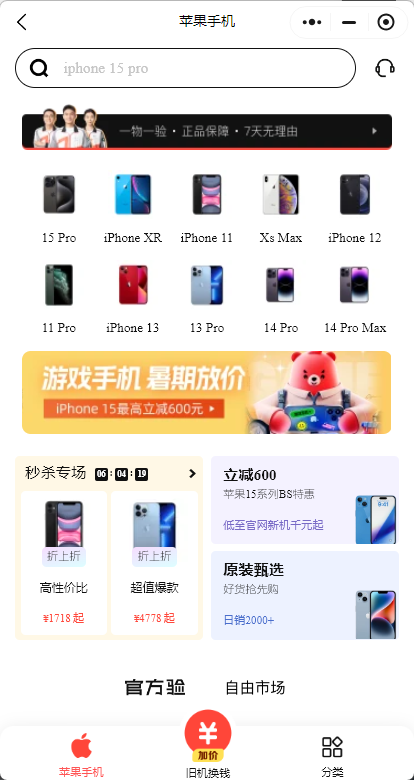 苹果手机
iphone 15 pro
一物一验 • 正品保障 • 7天无理由
15 Pro
iPhone XR
iPhone 11
Xs Max
iPhone 12
11 Pro
iPhone 13
13 Pro
14 Pro
14 Pro Max
游戏手机 暑期放价
iPhone 15最高立减600元
秒杀专场 06:04:19
折上折
高性价比
¥1718 起
折上折
超值爆款
¥4778 起
立减600
苹果15系列BS特惠
低至官网新机千元起
原装甄选
好货抢先购
日销2000+
官方验
自由市场
苹果手机
加价
旧机换钱
分类